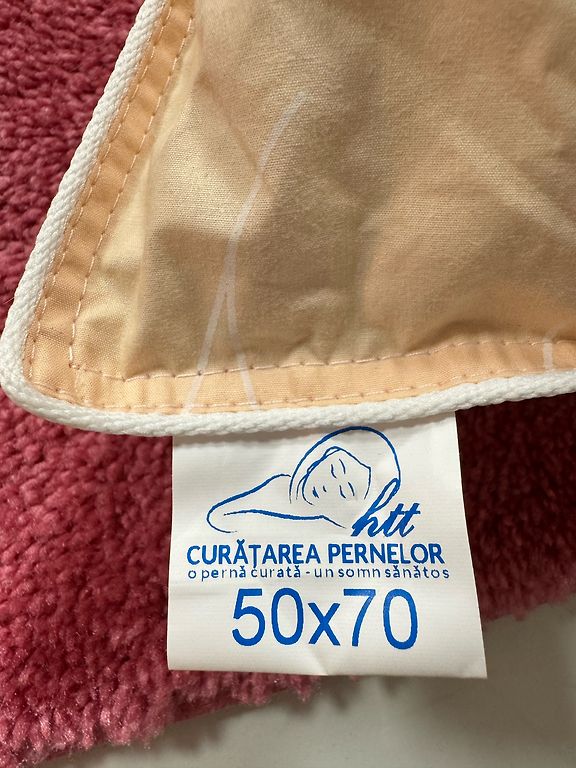 htt
CURĂȚAREA PERNELOR
o pernă curată - un somn sănătos
50x70